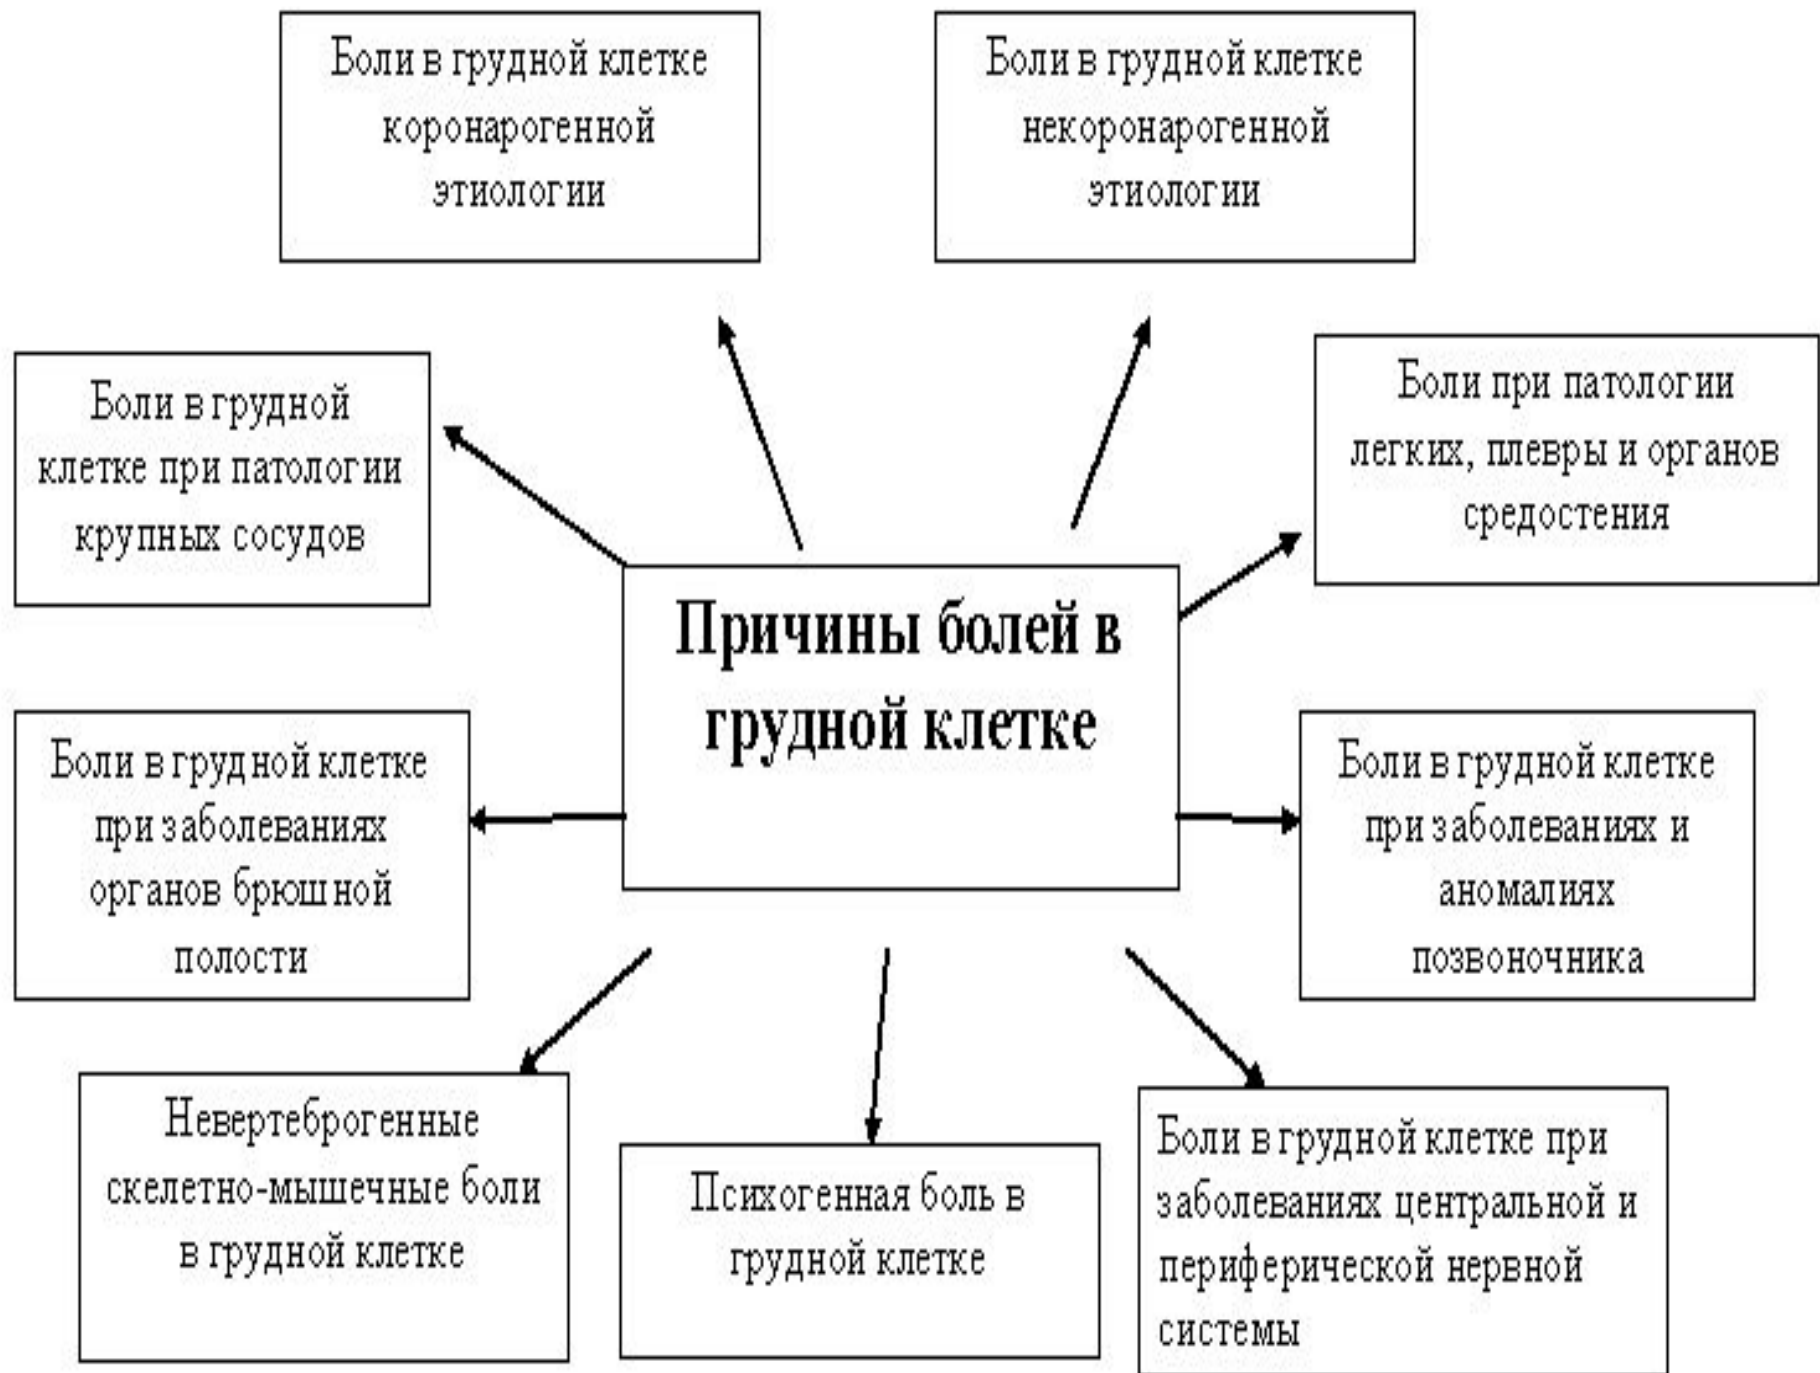 Боли в грудной клетке
коронарогенной
этиологии
Боли в грудной клетке
некоронарогенной
этиологии
Боли в грудной
клетке при патологии
крупных сосудов
Боли при патологии
легких, плевры и органов
средостения
Причины болей в
грудной клетке
Боли в грудной клетке
при заболеваниях
органов брюшной
полости
Боли в грудной клетке
при заболеваниях и
аномалиях
позвоночника
Невертеброгенные
скелетно-мышечные боли
в грудной клетке
Психогенная боль в
грудной клетке
Боли в грудной клетке при
заболеваниях центральной и
периферической нервной
системы